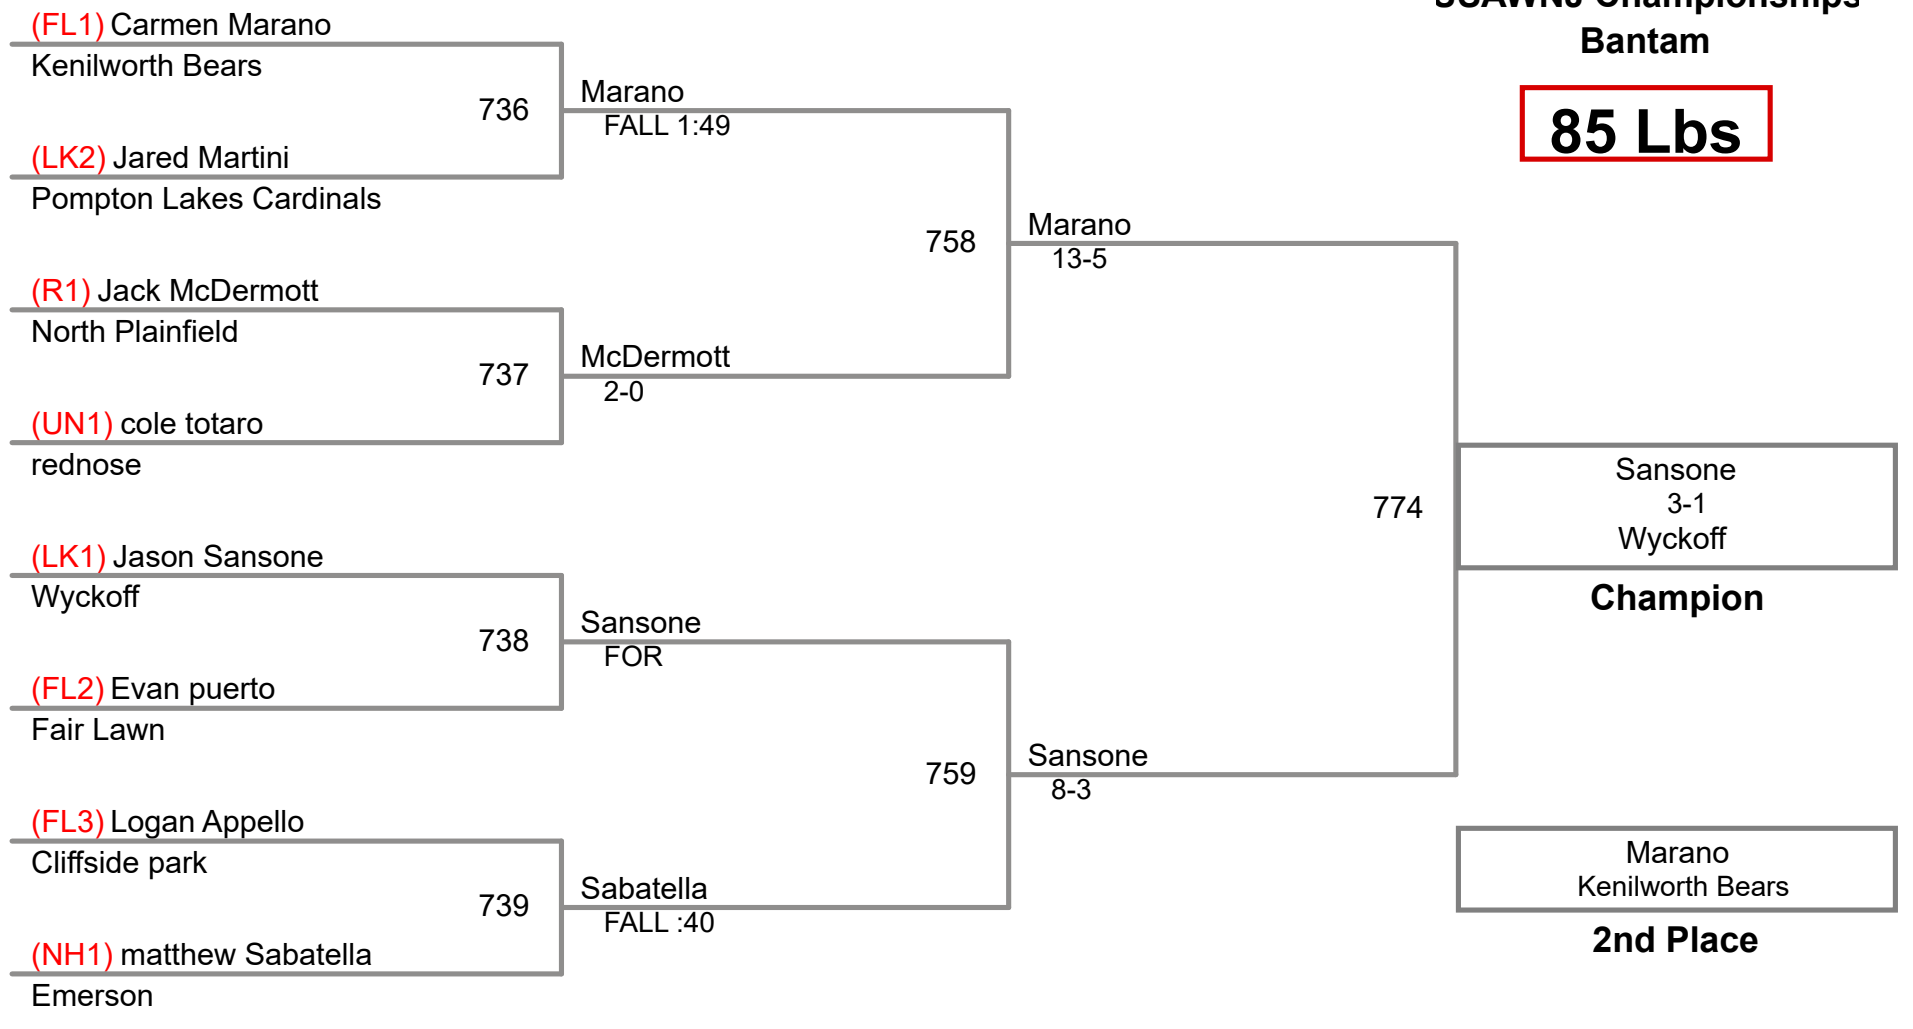 Championships
Bantam
85 Lbs
(FL1) Carmen Marano
Kenilworth Bears
736
(LK2) Jared Martini
Pompton Lakes Cardinals
(R1) Jack McDermott
North Plainfield
737
(UN1) cole totaro
rednose
(LK1) Jason Sansone
Wyckoff
738
(FL2) Evan puerto
Fair Lawn
(FL3) Logan Appello
Cliffside park
739
(NH1) matthew Sabatella
Emerson
Marano
FALL 1:49
758
McDermott
2-0
Sansone
FOR
759
Sabatella
FALL :40
Marano
13-5
774
Sansone
8-3
Sansone
3-1
Wyckoff
Champion
Marano
Kenilworth Bears
2nd Place